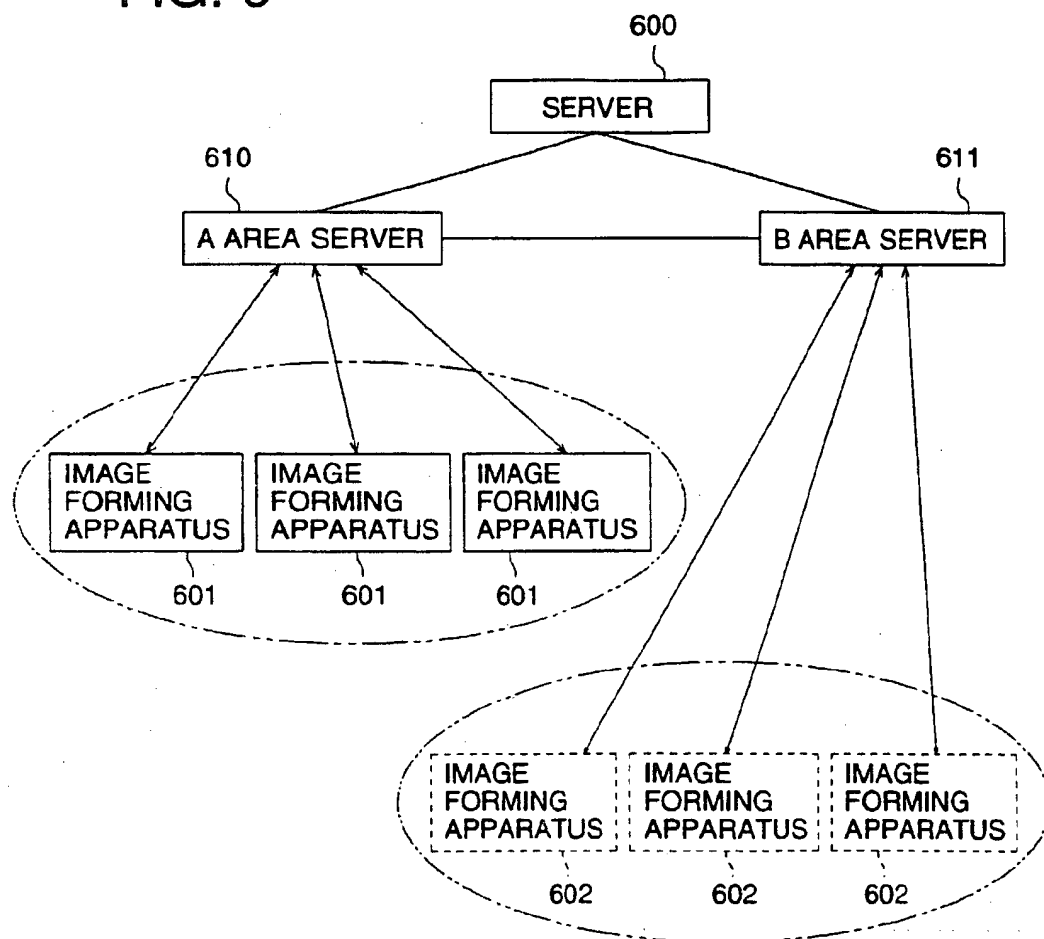 FIG.
600
SERVER
610
611
A AREA SERVER
B AREA SERVER
IMAGE
FORMING
APPARATUS
IMAGE
FORMING
APPARATUS
IMAGE
FORMING
APPARATUS
601
601
601
IMAGE
FORMING
APPARATUS
IMAGE
FORMING
APPARATUS
IMAGE
FORMING
APPARATUS
602
602
602